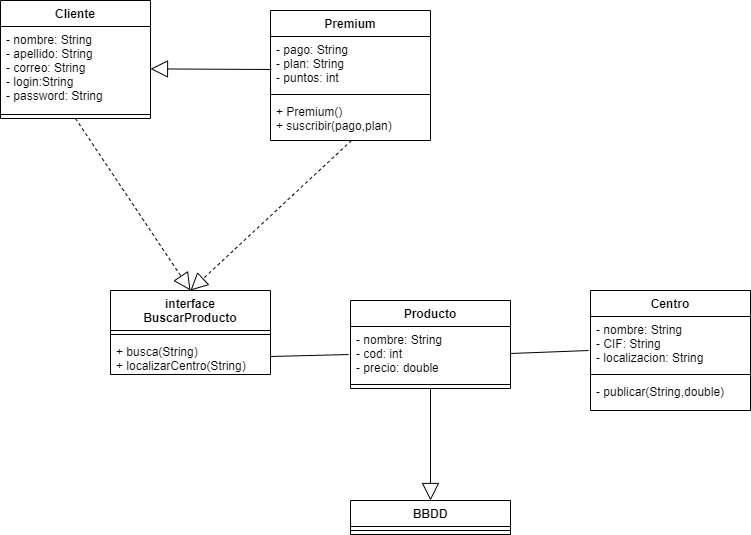 Cliente
- nombre: String
- apellido: String
- correo: String
- login:String
- password: String
Premium
- pago: String
- plan: String
- puntos: int
+ Premium()
+ suscribir(pago,plan)
interface
BuscarProducto
+ busca(String)
+ localizarCentro(String)
Producto
- nombre: String
- cod: int
- precio: double
Centro
- nombre: String
- CIF: String
- localizacion: String
- publicar(String,double)
BBDD